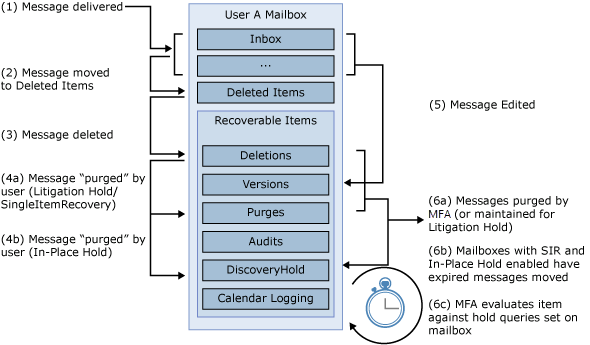 (1) Message delivered
(2) Message moved
to Deleted Items
(3) Message deleted
(4a) Message “purged” by
user (Litigation Hold/
SingleItemRecovery)
(4b) Message “purged” by
user (In-Place Hold)
User A Mailbox
Inbox
...
Deleted Items
Recoverable Items
Deletions
Versions
Purges
Audits
DiscoveryHold
Calendar Logging
(5) Message Edited
(6a) Messages purged by
MFA (or maintained for
Litigation Hold)
(6b) Mailboxes with SIR and
In-Place Hold enabled have
expired messages moved
(6c) MFA evaluates item
against hold queries set on
mailbox